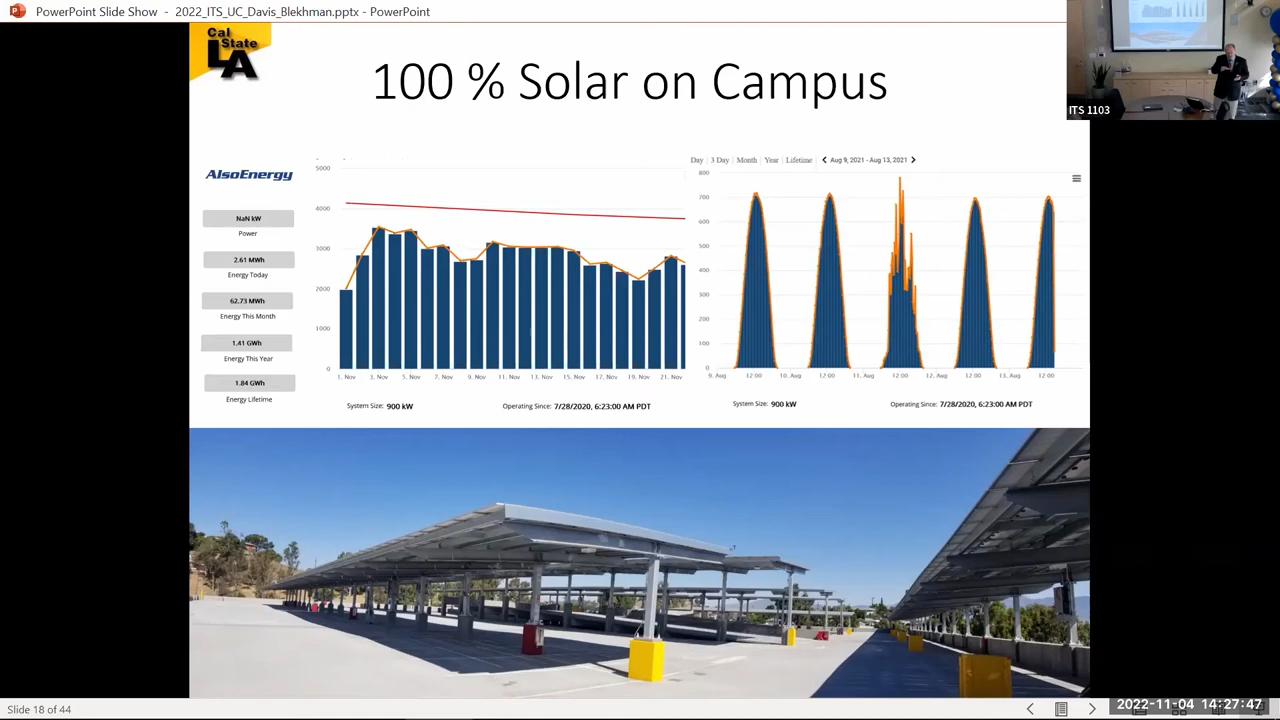 PowerPoint Slide Show - 2022_ITS_UC_Davis_Blekhman.pptx - PowerPoint
Cal
State
LA
ITS 1103
100 % Solar on Campus
AlsoEnergy
NaN kW
Power
2.61 MWh
Energy Today
62.73 MWh
Energy This Month
1.41 GWh
Energy This Year
1.84 GWh
Energy Lifetime
5000
4000
3000
2000
1000
0
1. Nov 3. Nov 5. Nov 7. Nov 9. Nov 11. Nov 13. Nov 15. Nov 17. Nov 19. Nov 21. Nov
System Size: 900 kW Operating Since: 7/28/2020, 6:23:00 AM PDT
Day | 3 Day | Month | Year | Lifetime Aug 9, 2021 - Aug 13, 2021
800
700
600
500
400
300
200
100
0
9. Aug 12:00 10. Aug 12:00 11. Aug 12:00 12. Aug 12:00 13. Aug 12:00
System Size: 900 kW Operating Since: 7/28/2020, 6:23:00 AM PDT
Slide 18 of 44
2022-11-04 14:27:47